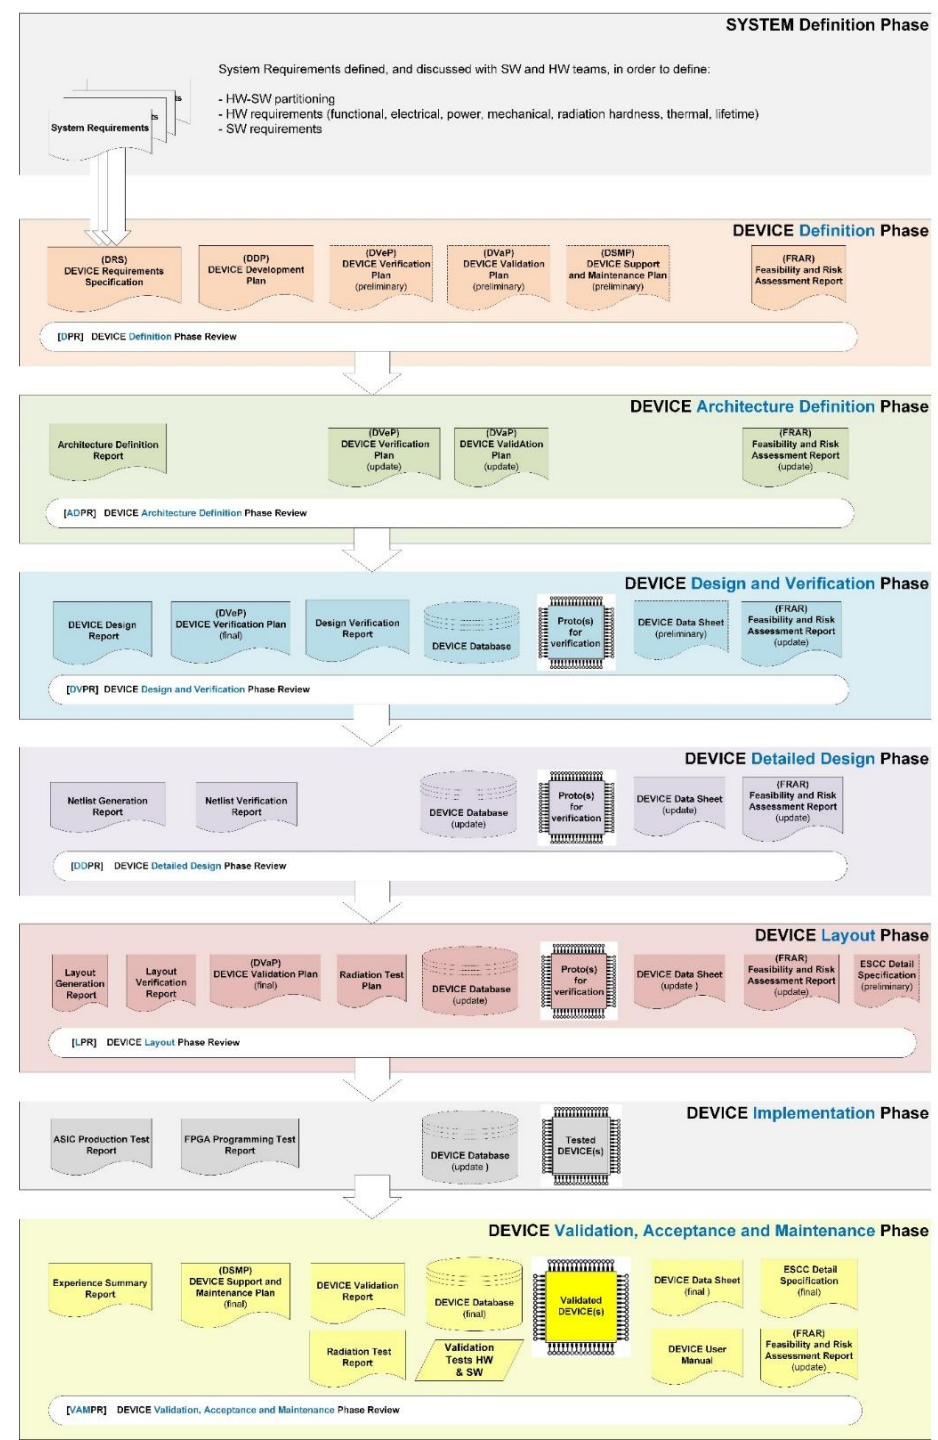 SYSTEM Definition Phase
System Requirements defined, and discussed with SW and HW teams, in order to define:
- HW-SW partitioning
- HW requirements (functional, electrical, power, mechanical, radiation hardness, thermal, lifetime)
- SW requirements
ts
ts
System Requirements
DEVICE Definition Phase
(DRS)
DEVICE Requirements
Specification
(DDP)
DEVICE Development
Plan
(DVeP)
DEVICE Verification
Plan
(preliminary)
(DVaP)
DEVICE Validation
Plan
(preliminary)
(DSMP)
DEVICE Support
and Maintenance Plan
(preliminary)
(FRAR)
Feasibility and Risk
Assessment Report
[DPR] DEVICE Definition Phase Review
DEVICE Architecture Definition Phase
Architecture Definition
Report
(DVeP)
DEVICE Verification
Plan
(update)
(DVaP)
DEVICE ValidAtion
Plan
(update)
(FRAR)
Feasibility and Risk
Assessment Report
(update)
[ADPR] DEVICE Architecture Definition Phase Review
DEVICE Design and Verification Phase
DEVICE Design
Report
(DVeP)
DEVICE Verification Plan
(final)
Design Verification
Report
DEVICE Database
Proto(s)
for
verification
DEVICE Data Sheet
(preliminary)
(FRAR)
Feasibility and Risk
Assessment Report
(update)
[DVPR] DEVICE Design and Verification Phase Review
DEVICE Detailed Design Phase
Netlist Generation
Report
Netlist Verification
Report
DEVICE Database
(update)
Proto(s)
for
verification
DEVICE Data Sheet
(update)
(FRAR)
Feasibility and Risk
Assessment Report
(update)
[DDPR] DEVICE Detailed Design Phase Review
DEVICE Layout Phase
Layout
Generation
Report
Layout
Verification
Report
(DVaP)
DEVICE Validation Plan
(final)
Radiation Test
Plan
DEVICE Database
(update)
Proto(s)
for
verification
DEVICE Data Sheet
(update )
(FRAR)
Feasibility and Risk
Assessment Report
(update)
ESCC Detail
Specification
(preliminary)
[LPR] DEVICE Layout Phase Review
DEVICE Implementation Phase
ASIC Production Test
Report
FPGA Programming Test
Report
DEVICE Database
(update )
Tested
DEVICE(s)
DEVICE Validation, Acceptance and Maintenance Phase
Experience Summary
Report
(DSMP)
DEVICE Support and
Maintenance Plan
(final)
DEVICE Validation
Report
DEVICE Database
(final)
Validated
DEVICE(s)
DEVICE Data Sheet
(final )
ESCC Detail
Specification
(final)
Radiation Test
Report
Validation
Tests HW
& SW
DEVICE User
Manual
(FRAR)
Feasibility and Risk
Assessment Report
(update)
[VAMPR] DEVICE Validation, Acceptance and Maintenance Phase Review